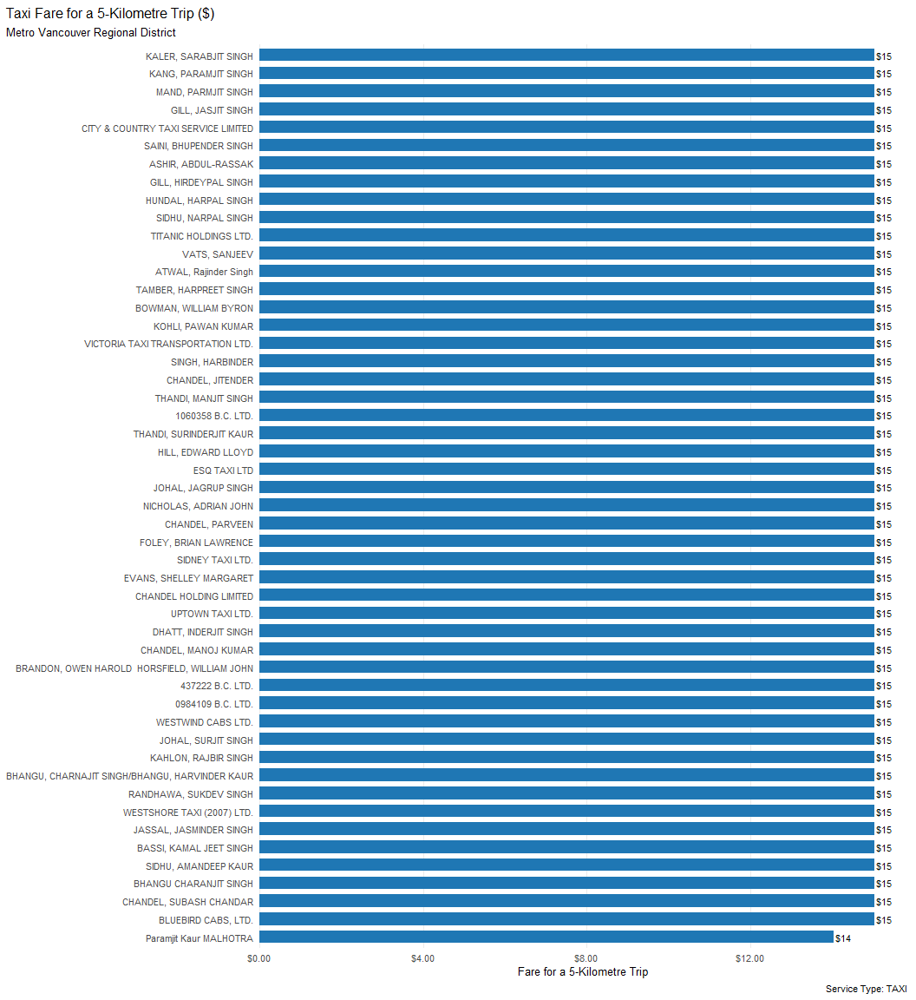 Taxi Fare for a 5-Kilometre Trip ($)
Metro Vancouver Regional District
KALER, SARABJIT SINGH $15
KANG, PARAMJIT SINGH $15
MAND, PARMJIT SINGH $15
GILL, JASJIT SINGH $15
CITY & COUNTRY TAXI SERVICE LIMITED $15
SAINI, BHUPENDER SINGH $15
ASHIR, ABDUL-RASSAK $15
GILL, HIRDEYPAL SINGH $15
HUNDAL, HARPAL SINGH $15
SIDHU, NARPAL SINGH $15
TITANIC HOLDINGS LTD. $15
VATS, SANJEEV $15
ATWAL, Rajinder Singh $15
TAMBER, HARPREET SINGH $15
BOWMAN, WILLIAM BYRON $15
KOHLI, PAWAN KUMAR $15
VICTORIA TAXI TRANSPORTATION LTD. $15
SINGH, HARBINDER $15
CHANDEL, JITENDER $15
THANDI, MANJIT SINGH $15
1060358 B.C. LTD. $15
THANDI, SURINDERJIT KAUR $15
HILL, EDWARD LLOYD $15
ESQ TAXI LTD $15
JOHAL, JAGRUP SINGH $15
NICHOLAS, ADRIAN JOHN $15
CHANDEL, PARVEEN $15
FOLEY, BRIAN LAWRENCE $15
SIDNEY TAXI LTD. $15
EVANS, SHELLEY MARGARET $15
CHANDEL HOLDING LIMITED $15
UPTOWN TAXI LTD. $15
DHATT, INDERJIT SINGH $15
CHANDEL, MANOJ KUMAR $15
BRANDON, OWEN HAROLD  HORSFIELD, WILLIAM JOHN $15
437222 B.C. LTD. $15
0984109 B.C. LTD. $15
WESTWIND CABS LTD. $15
JOHAL, SURJIT SINGH $15
KAHLON, RAJBIR SINGH $15
BHANGU, CHARNAJIT SINGH/BHANGU, HARVINDER KAUR $15
RANDHAWA, SUKDEV SINGH $15
WESTSHORE TAXI (2007) LTD. $15
JASSAL, JASMINDER SINGH $15
BASSI, KAMAL JEET SINGH $15
SIDHU, AMANDEEP KAUR $15
BHANGU CHARANJIT SINGH $15
CHANDEL, SUBASH CHANDAR $15
BLUEBIRD CABS, LTD. $15
Paramjit Kaur MALHOTRA $14
$0.00 $4.00 $8.00 $12.00
Fare for a 5-Kilometre Trip
Service Type: TAXI